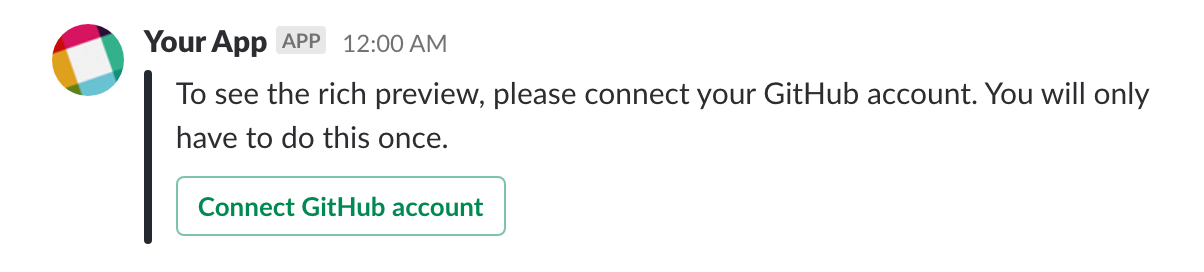 Your App APP 12:00 AM
To see the rich preview, please connect your GitHub account. You will only
have to do this once.
Connect GitHub account